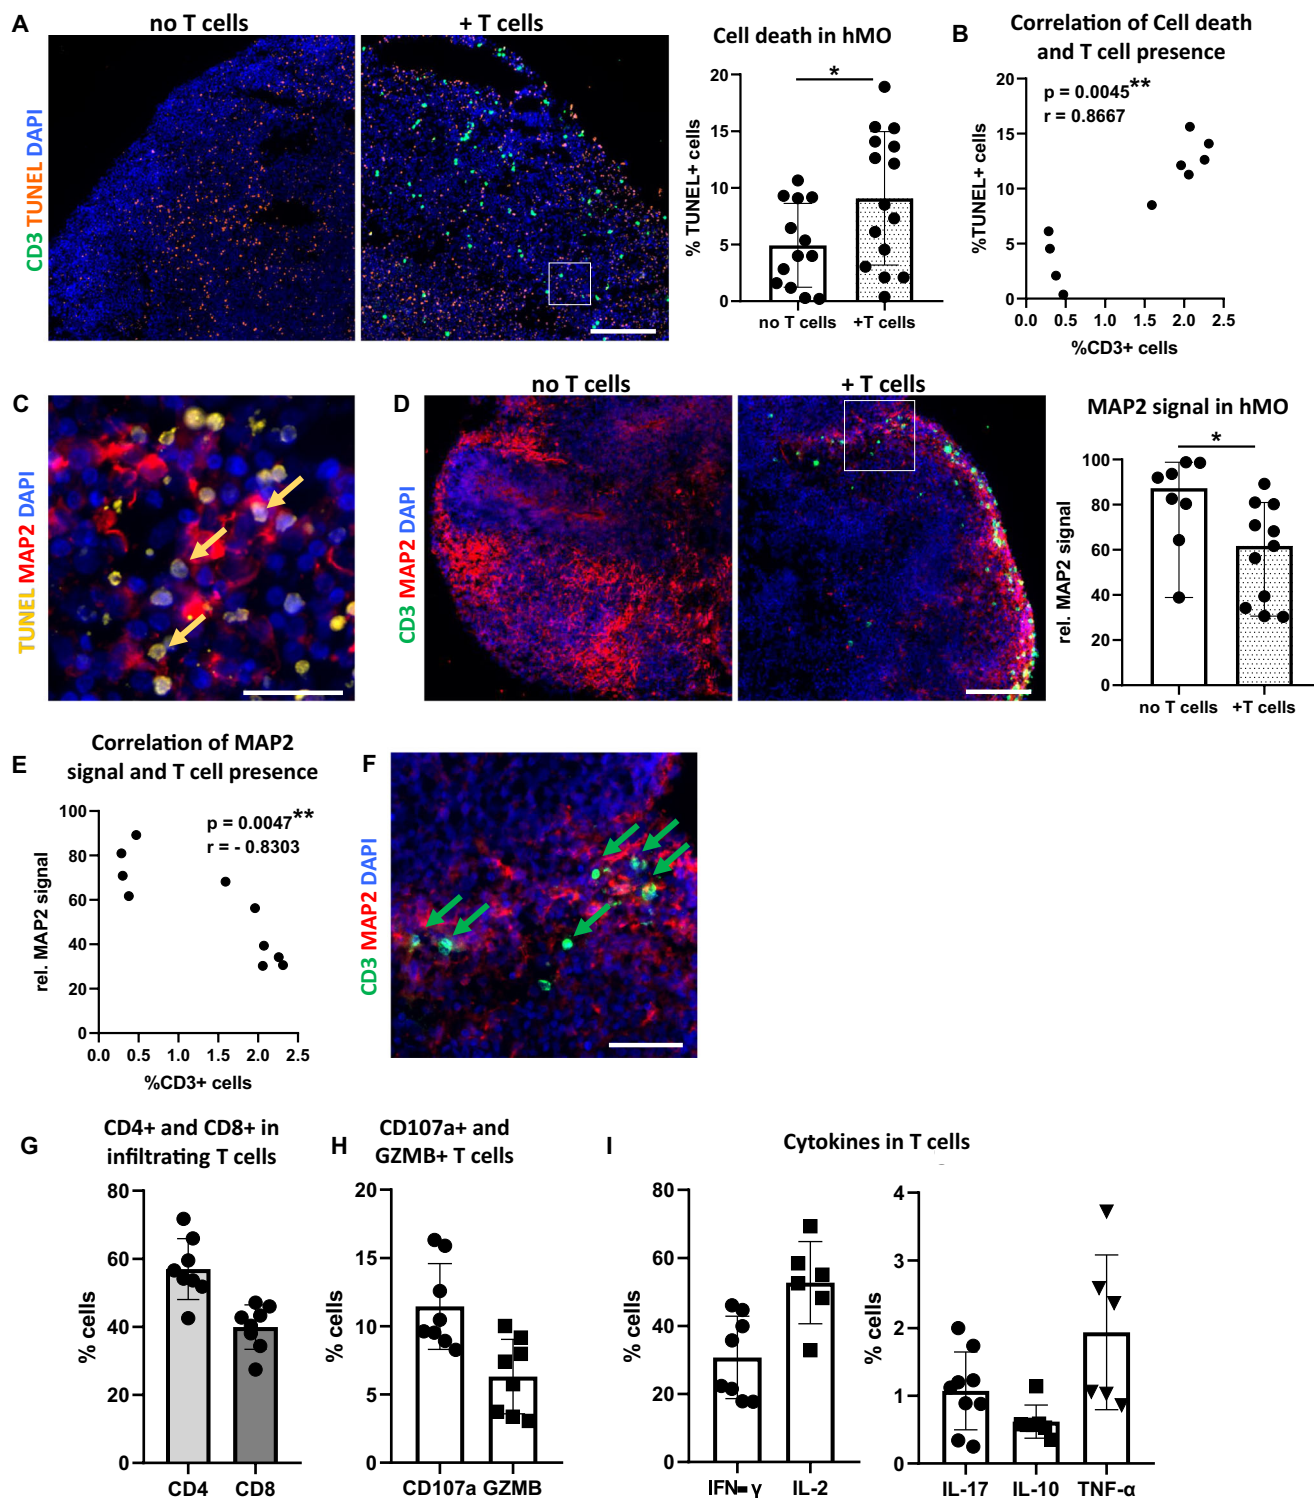 A
no T cells
+ T cells
CD3 TUNEL DAPI
Cell death in hMO
*
% TUNEL+ cells
20
15
10
5
0
no T cells
+T cells
B
Correlation of Cell death
and T cell presence
p = 0.0045**
r = 0.8667
%TUNEL+ cells
20
15
10
5
0
0.0 0.5 1.0 1.5 2.0 2.5
%CD3+ cells
C
TUNEL MAP2 DAPI
D
no T cells
+ T cells
CD3 MAP2 DAPI
MAP2 signal in hMO
*
rel. MAP2 signal
100
80
60
40
20
0
no T cells
+T cells
E
Correlation of MAP2
signal and T cell presence
p = 0.0047**
r = - 0.8303
rel. MAP2 signal
100
80
60
40
20
0
0.0 0.5 1.0 1.5 2.0 2.5
%CD3+ cells
F
CD3 MAP2 DAPI
G
CD4+ and CD8+ in
infiltrating T cells
% cells
80
60
40
20
0
CD4 CD8
H
CD107a+ and
GZMB+ T cells
% cells
20
15
10
5
0
CD107a GZMB
I
Cytokines in T cells
% cells
80
60
40
20
0
IFN-γ IL-2
% cells
4
3
2
1
0
IL-17 IL-10 TNF-α